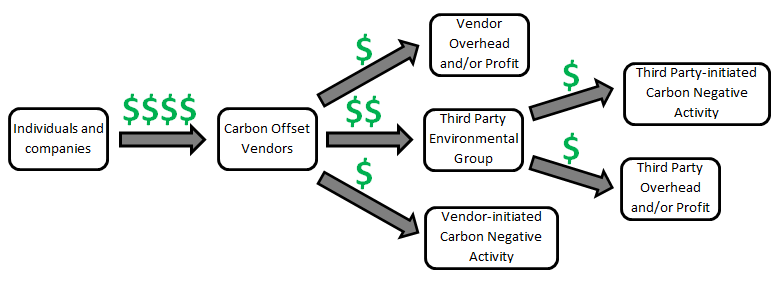 Individuals and
companies
$$$$
Carbon Offset
Vendors
$
Vendor
Overhead
and/or Profit
$$
Third Party
Environmental
Group
$
Vendor-initiated
Carbon Negative
Activity
$
Third Party-initiated
Carbon Negative
Activity
$
Third Party
Overhead
and/or Profit